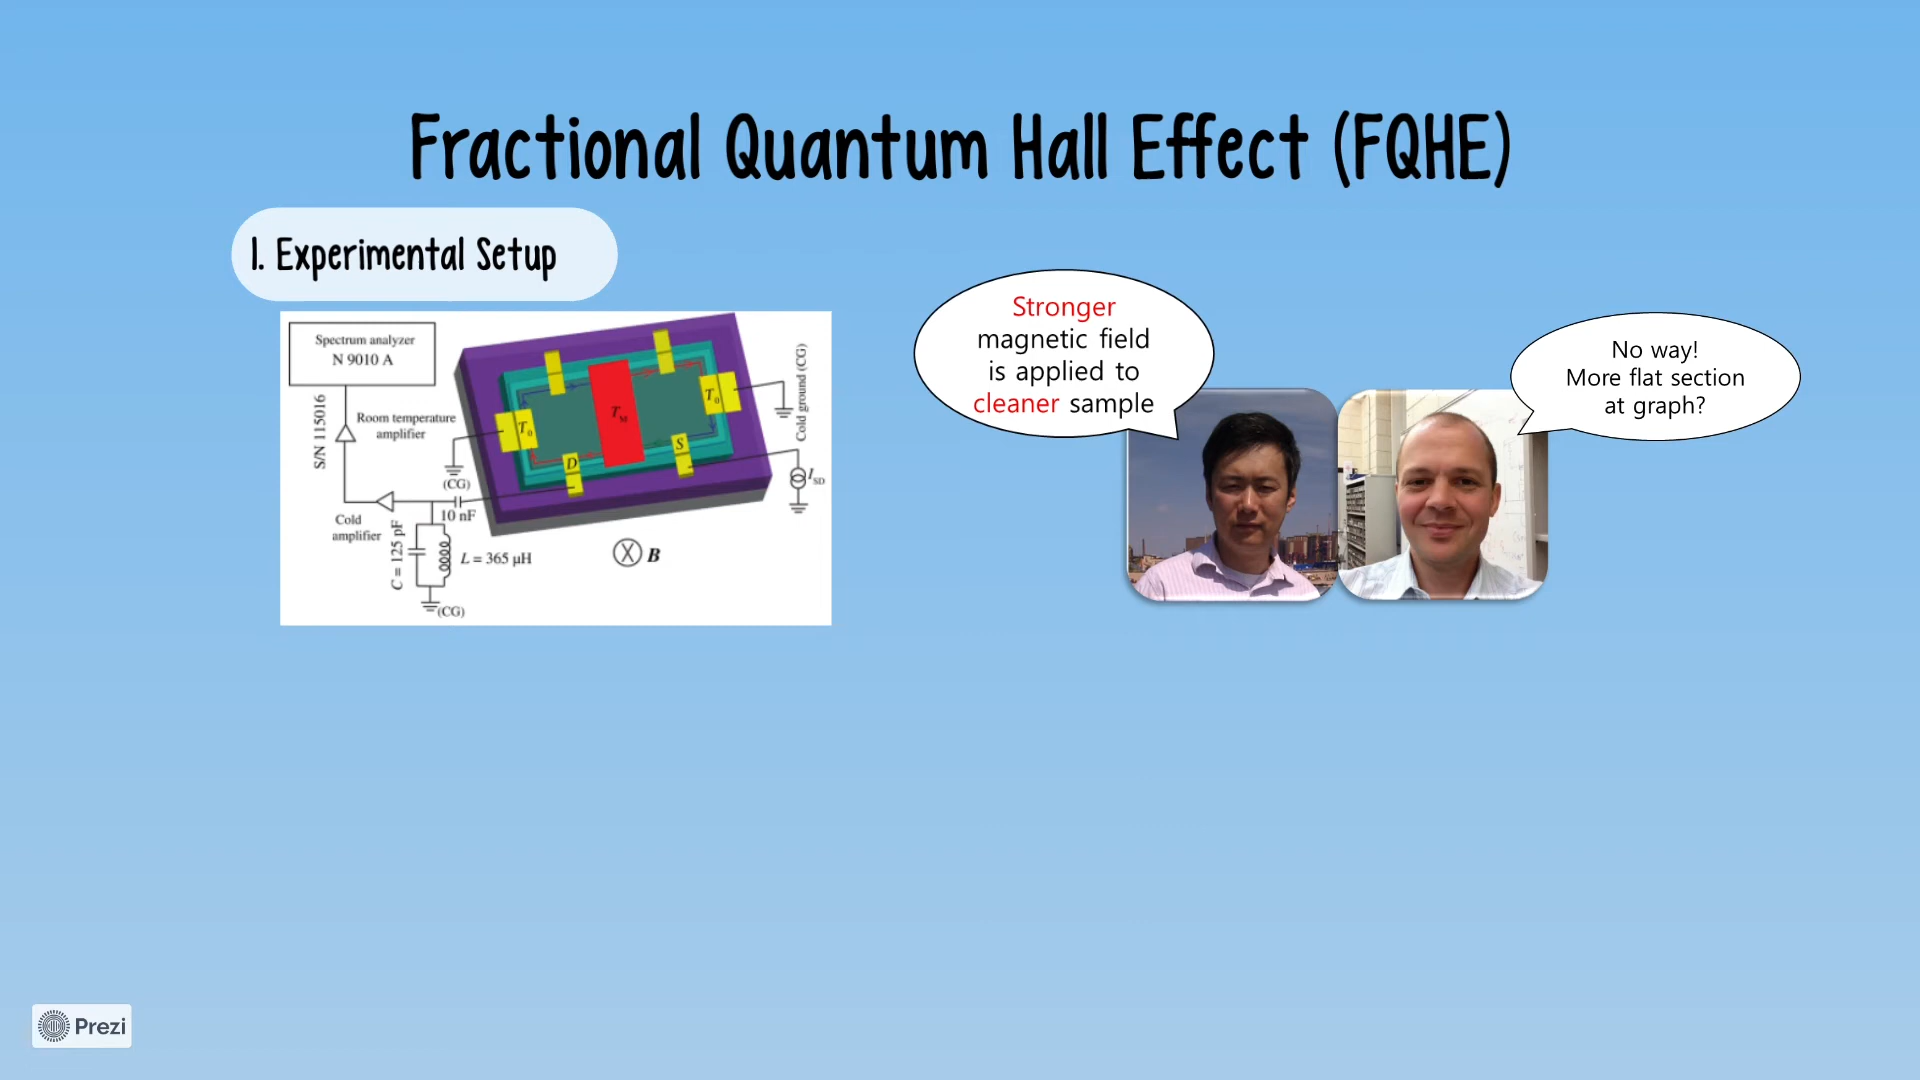 Fractional Quantum Hall Effect (FQHE)
1. Experimental Setup
Spectrum analyzer
N 9010 A
S/N 115016
Room temperature
amplifier
Cold
amplifier
C = 125 pF
(CG)
10 nF
L = 365 μH
(CG)
T0
D
TM
S
T0
B
Cold ground (CG)
ISD
Stronger
magnetic field
is applied to
cleaner sample
No way!
More flat section
at graph?
Prezi